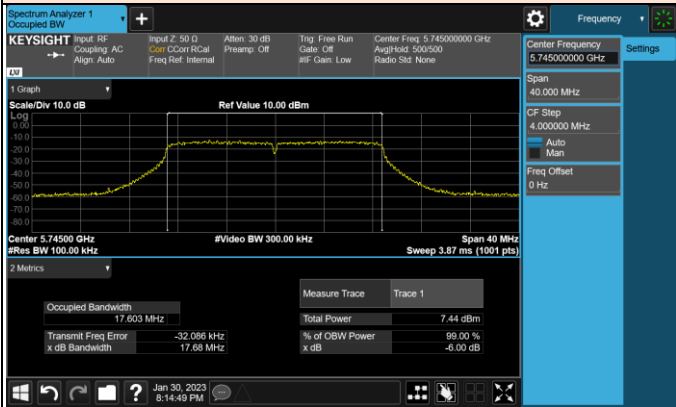 Spectrum Analyzer 1
Occupied BW
Frequency
KEYSIGHT
Input: RF
Coupling: AC
Align: Auto
Input Z: 50 Ω
Corr CCorr RCal
Freq Ref: Internal
Atten: 30 dB
Preamp: Off
Trig: Free Run
Gate: Off
#IF Gain: Low
Center Freq: 5.745000000 GHz
Avg|Hold: 500/500
Radio Std: None
LXI
Center Frequency
5.745000000 GHz
Settings
Span
40.000 MHz
CF Step
4.000000 MHz
Auto
Man
Freq Offset
0 Hz
1 Graph
Scale/Div 10.0 dB
Ref Value 10.00 dBm
Log
0.00
-10.0
-20.0
-30.0
-40.0
-50.0
-60.0
-70.0
-80.0
Center 5.74500 GHz
#Video BW 300.00 kHz
Span 40 MHz
#Res BW 100.00 kHz
Sweep 3.87 ms (1001 pts)
2 Metrics
Measure Trace
Trace 1
Occupied Bandwidth
17.603 MHz
Total Power
7.44 dBm
Transmit Freq Error
-32.086 kHz
% of OBW Power
99.00 %
x dB Bandwidth
17.68 MHz
x dB
-6.00 dB
Jan 30, 2023
8:14:49 PM